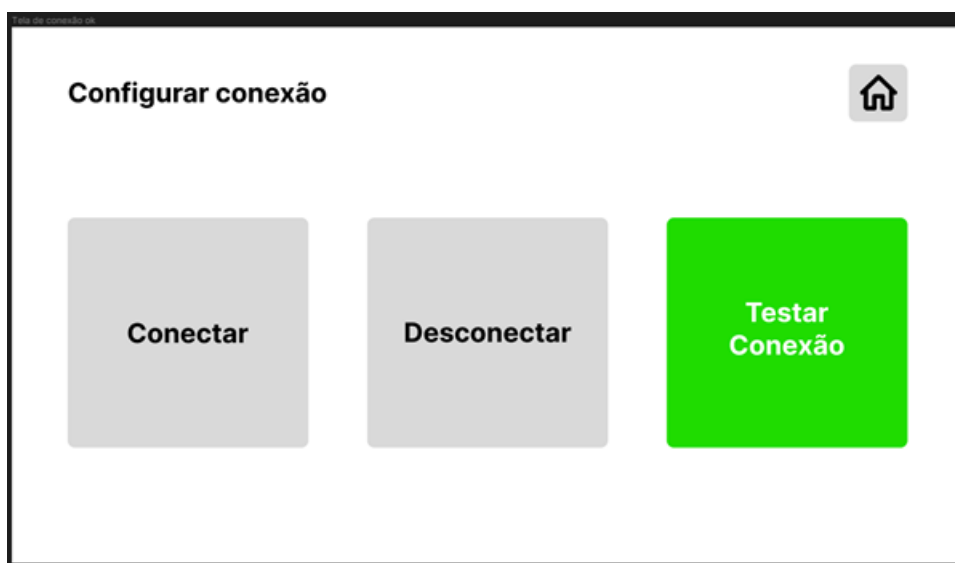 Tela de conexão ok
Configurar conexão
Conectar
Desconectar
Testar
Conexão